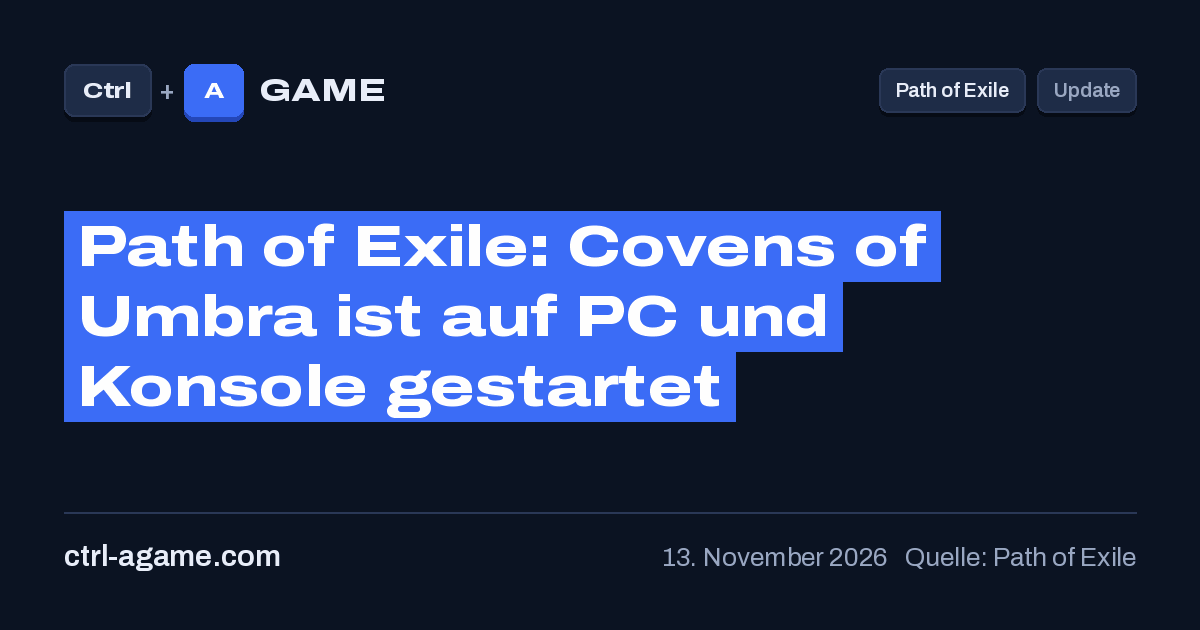 Ctrl + A GAME
Path of Exile Update
Path of Exile: Covens of
Umbra ist auf PC und
Konsole gestartet
ctrl-agame.com
13. November 2026 Quelle: Path of Exile